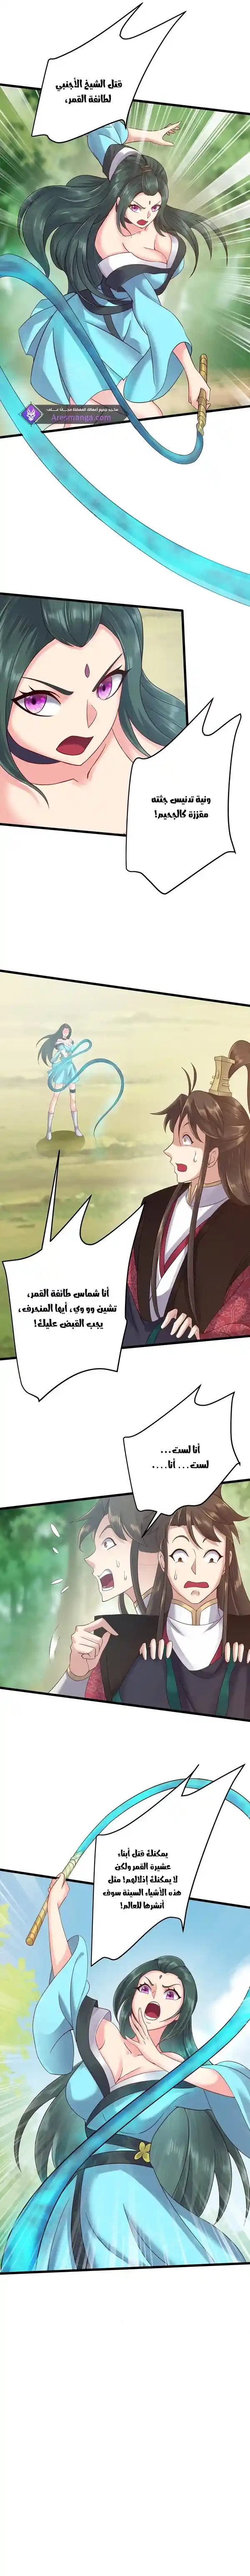 قتل الشيخ الأجنبي
لطائفة القمر،
Aresmanga.com
ونية تدنيس جثته
مقززة كالجحيم!
أنا شماس طائفة القمر،
تشين وو وي، أيها المنحرف،
يجب القبض عليك!
أنا لست...
لست... أنا....
يمكنك قتل أبناء
عشيرة القمر ولكن
لا يمكنك إذلالهم! مثل
هذه الأشياء السيئة سوف
أنشرها للعالم!